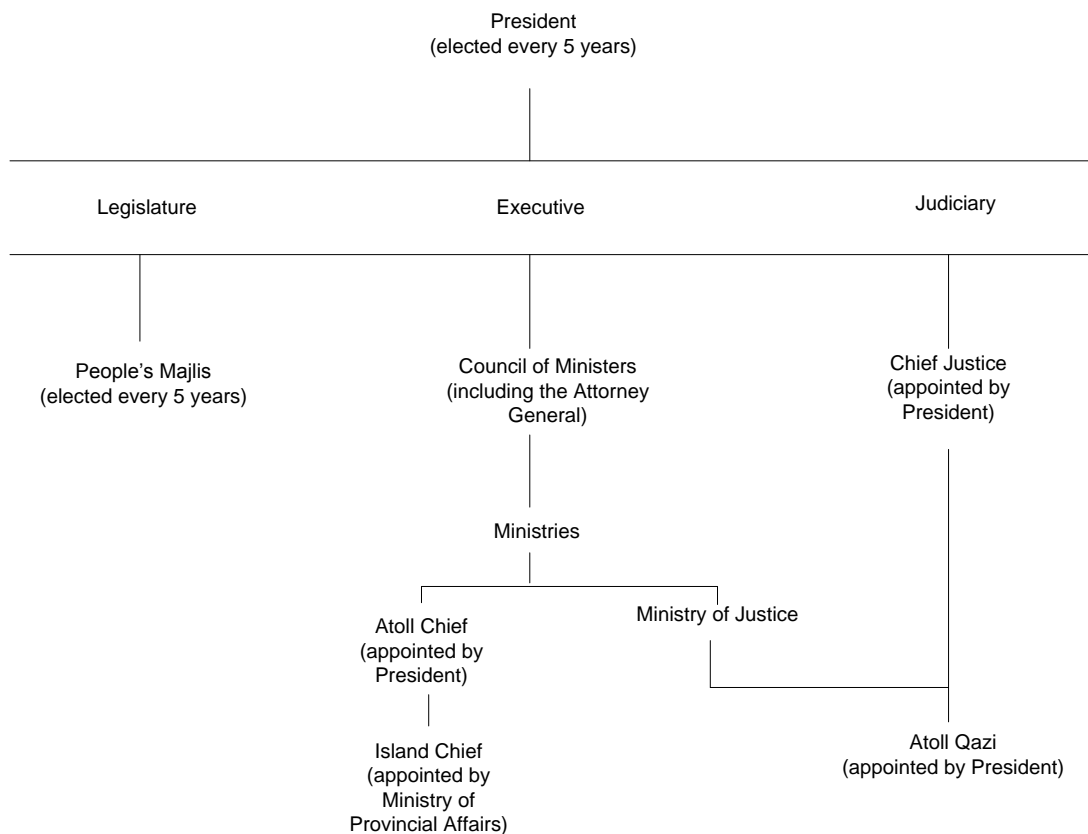 President
(elected every 5 years)
Legislature
Executive
Judiciary
People’s Majlis
(elected every 5 years)
Council of Ministers
(including the Attorney
General)
Chief Justice
(appointed by
President)
Ministries
Atoll Chief
(appointed by
President)
Ministry of Justice
Island Chief
(appointed by
Ministry of
Provincial Affairs)
Atoll Qazi
(appointed by President)